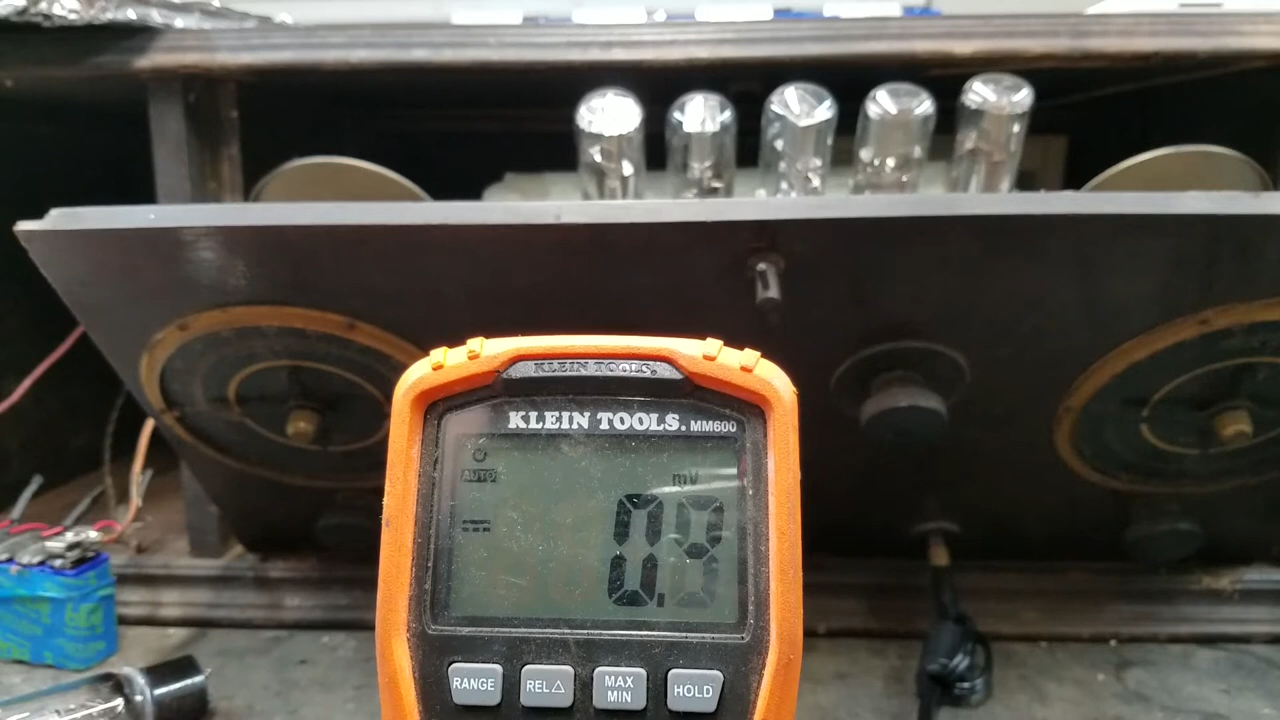 KLEIN TOOLS®
KLEIN TOOLS. MM600
AUTO
mV
0.8
RANGE
REL△
MAX
MIN
HOLD